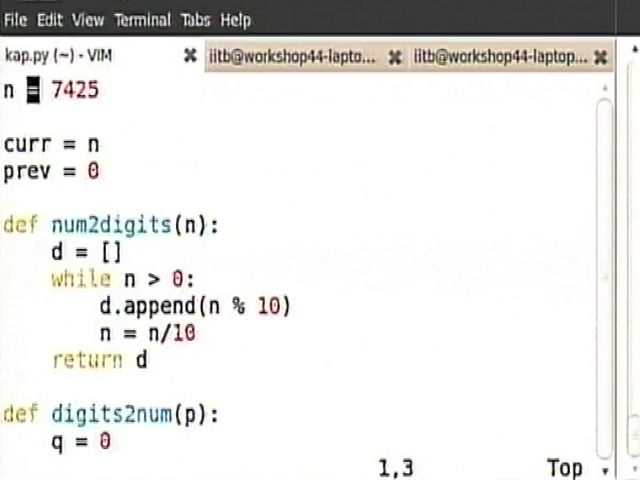 File Edit View Terminal Tabs Help
kap.py (~) - VIM iitb@workshop44-lapto... iitb@workshop44-laptop...
n = 7425
curr = n
prev = 0
def num2digits(n):
d = []
while n > 0:
d.append(n % 10)
n = n/10
return d
def digits2num(p):
q = 0
1,3 Top